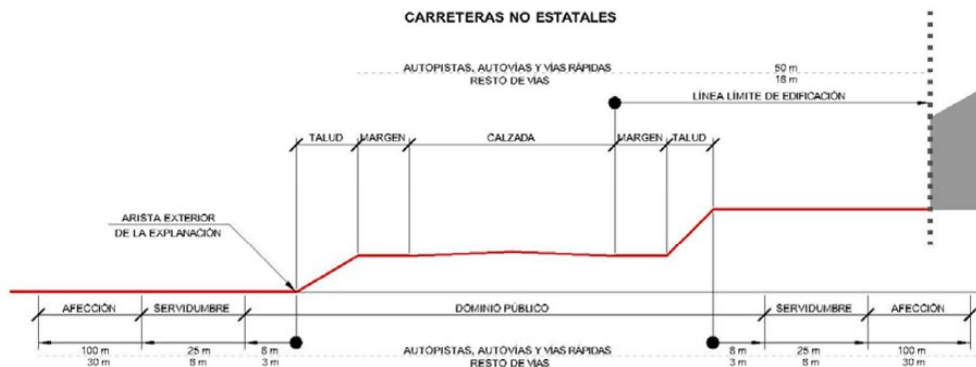 CARRETERAS NO ESTATALES
AUTOPISTAS, AUTOVÍAS Y VÍAS RÁPIDAS 50 m
RESTO DE VÍAS 18 m
LÍNEA LÍMITE DE EDIFICACIÓN
TALUD MARGEN CALZADA MARGEN TALUD
ARISTA EXTERIOR
DE LA EXPLANACIÓN
AFECCIÓN SERVIDUMBRE DOMINIO PÚBLICO SERVIDUMBRE AFECCIÓN
100 m 25 m 8 m AUTOPISTAS, AUTOVÍAS Y VÍAS RÁPIDAS 8 m 25 m 100 m
30 m 8 m 3 m RESTO DE VÍAS 3 m 8 m 30 m